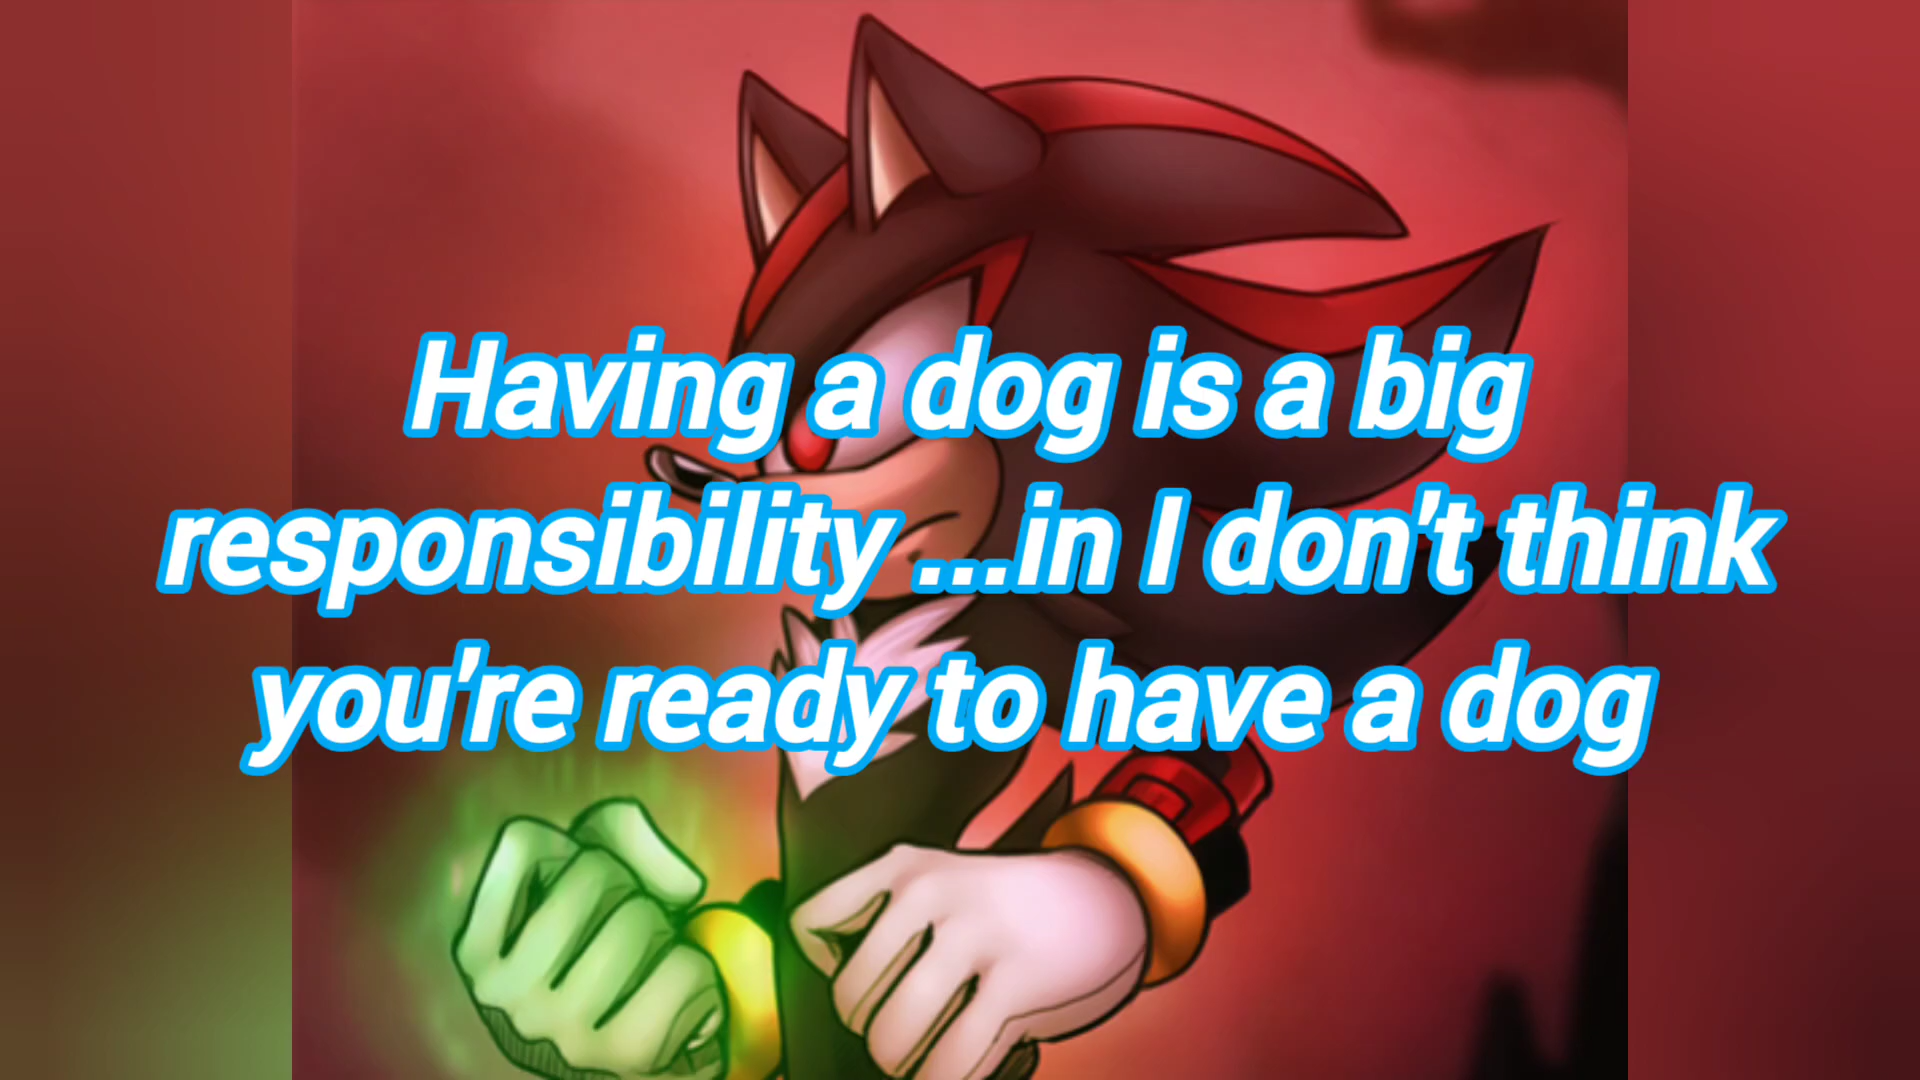 Having a dog is a big
responsibility ...in I don't think
you're ready to have a dog